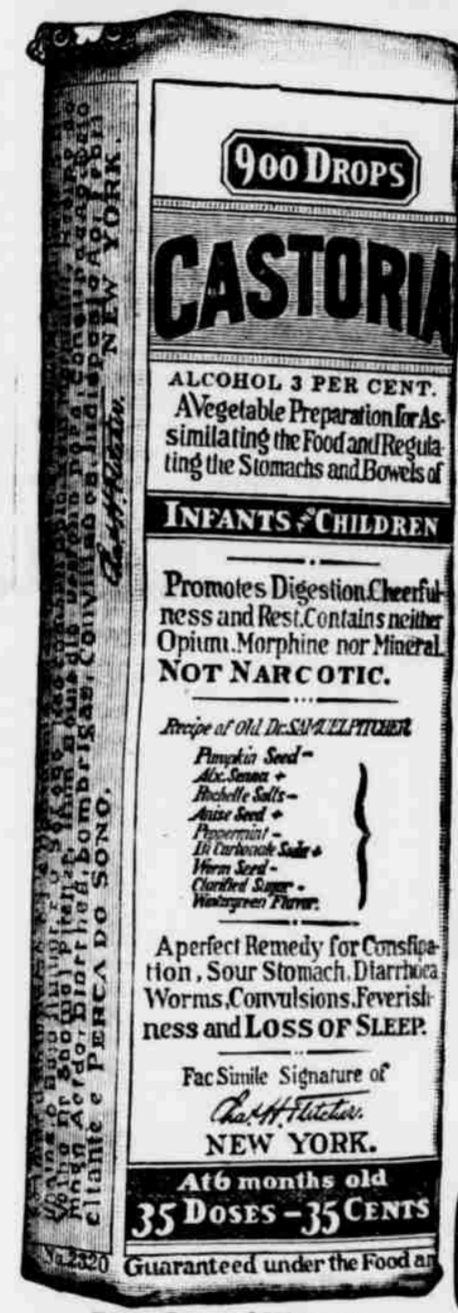 900 DROPS
CASTORIA
ALCOHOL 3 PER CENT.
A Vegetable Preparation for As-
similating the Food and Regula-
ting the Stomachs and Bowels of
INFANTS AND CHILDREN
Promotes Digestion, Cheerful-
ness and Rest. Contains neither
Opium, Morphine nor Mineral.
NOT NARCOTIC.
Recipe of Old Dr. SAMUEL PITCHER
Pumpkin Seed -
Alx. Senna +
Rochelle Salts -
Anise Seed +
Peppermint -
Bi Carbonate Soda +
Worm Seed -
Clarified Sugar -
Wintergreen Flavor.
A perfect Remedy for Constipa-
tion, Sour Stomach, Diarrhoea,
Worms, Convulsions, Feverish-
ness and LOSS OF SLEEP.
Fac Simile Signature of
Chas. H. Fletcher.
NEW YORK.
At 6 months old
35 DOSES - 35 CENTS
Guaranteed under the Food an
No. 2320
citante e PERCA DO SONO.
Chas. H. Fletcher.
NEW YORK.